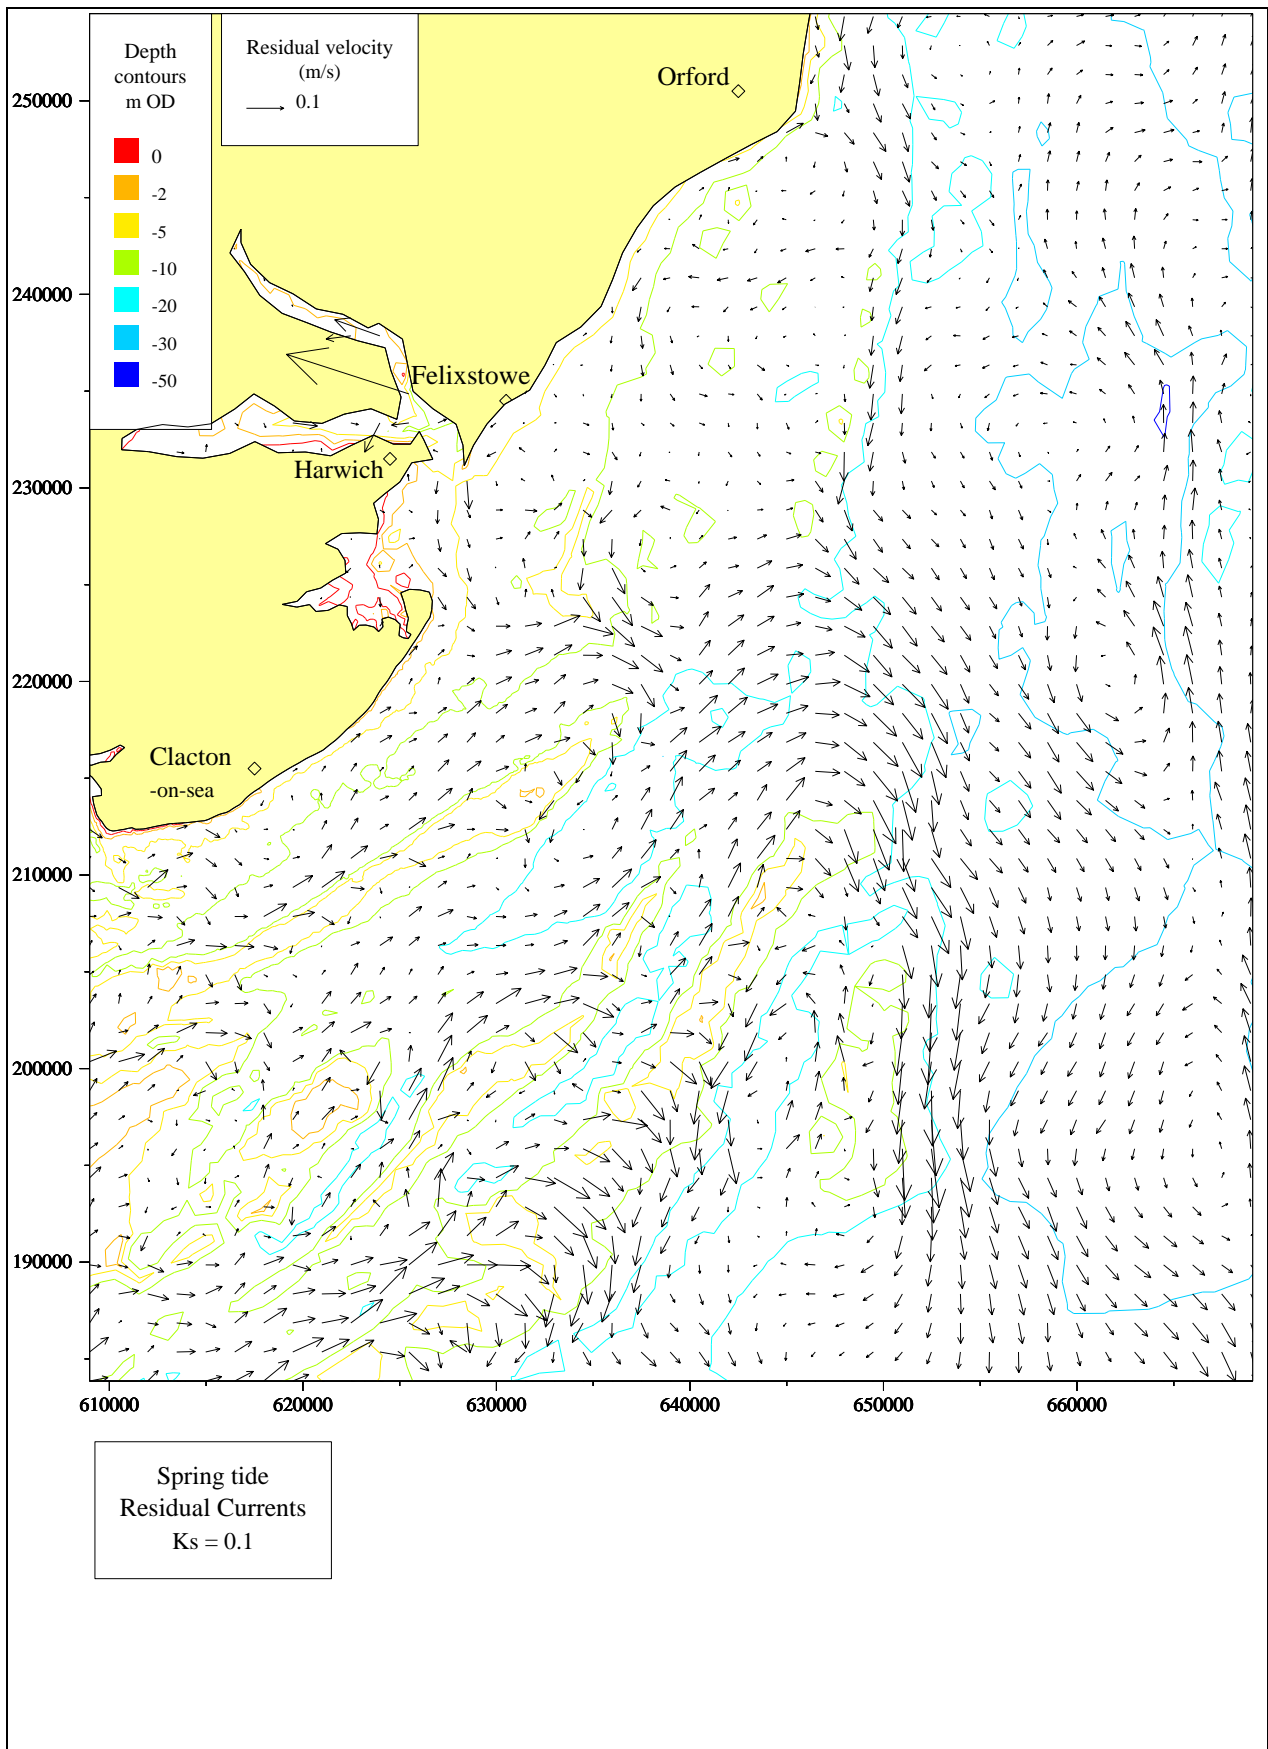 Depth
contours
m OD
0
-2
-5
-10
-20
-30
-50
Residual velocity
(m/s)
0.1
Orford
Felixstowe
Harwich
Clacton
-on-sea
250000
240000
230000
220000
210000
200000
190000
610000 620000 630000 640000 650000 660000
Spring tide
Residual Currents
Ks = 0.1